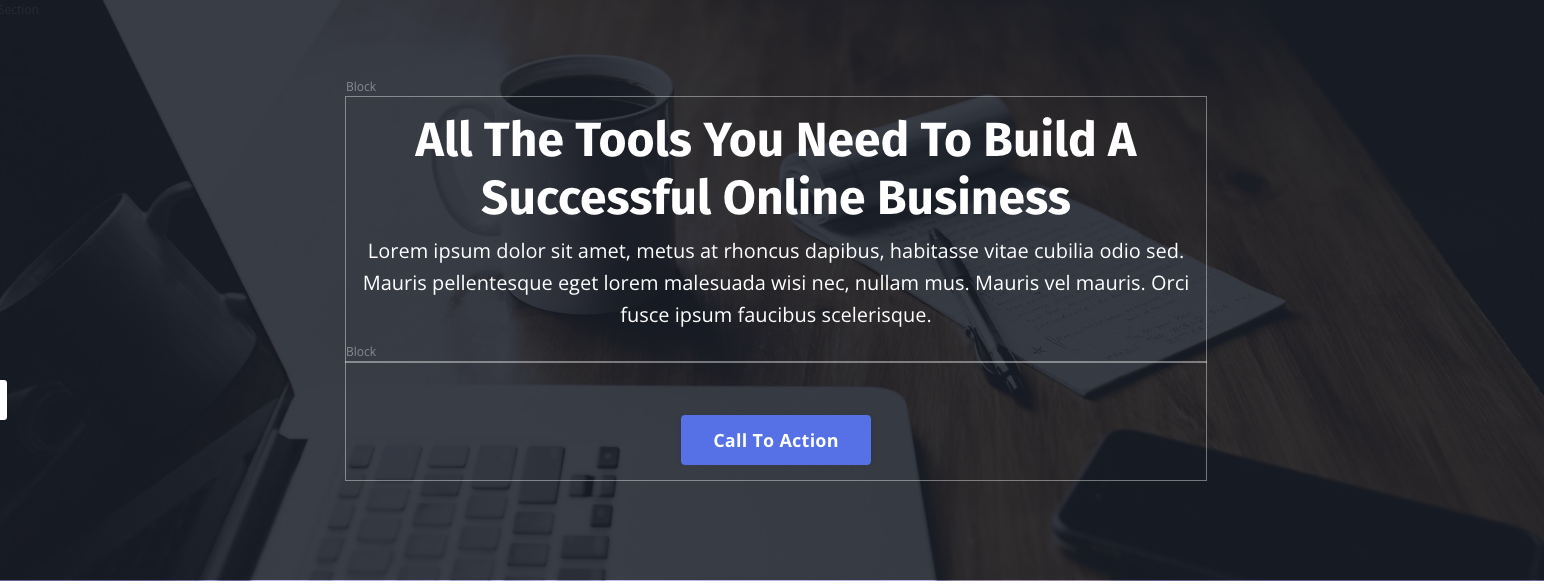 Section
Block
All The Tools You Need To Build A
Successful Online Business
Lorem ipsum dolor sit amet, metus at rhoncus dapibus, habitasse vitae cubilia odio sed.
Mauris pellentesque eget lorem malesuada wisi nec, nullam mus. Mauris vel mauris. Orci
fusce ipsum faucibus scelerisque.
Block
Call To Action